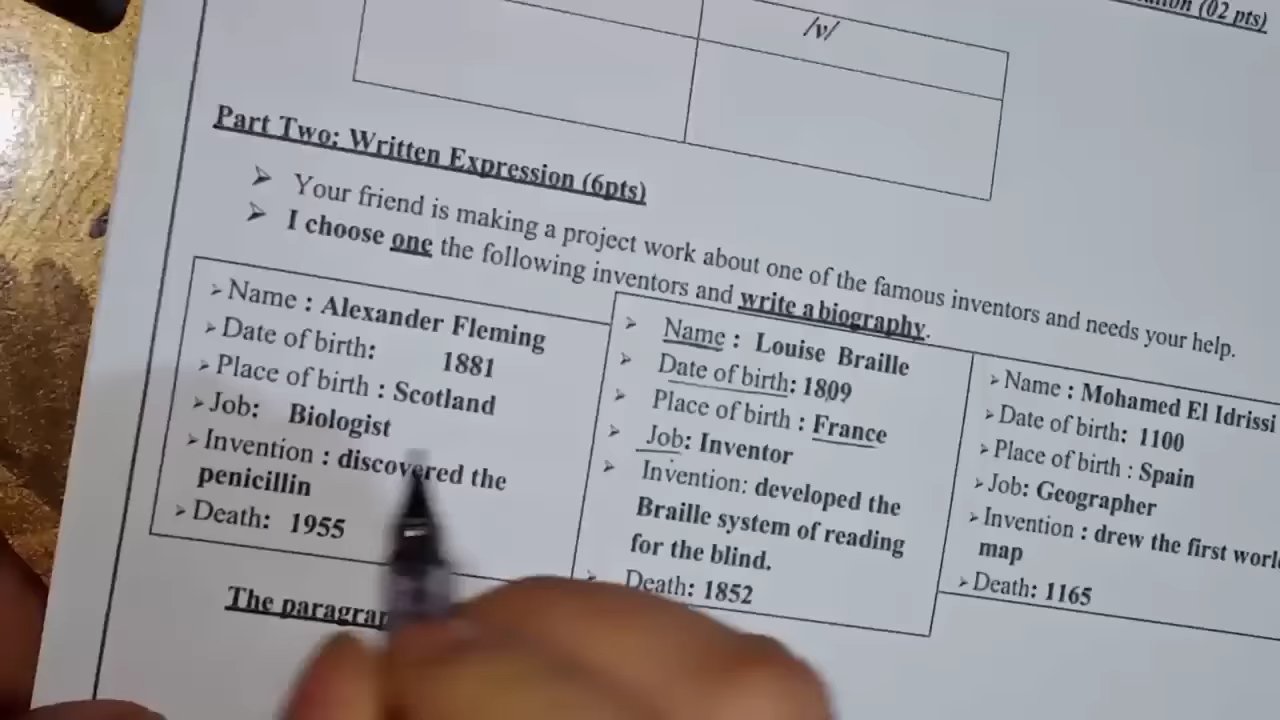 (02 pts)
/v/
Part Two: Written Expression (6pts)
➢ Your friend is making a project work about one of the famous inventors and needs your help.
➢ I choose one the following inventors and write a biography.
➢ Name : Alexander Fleming
➢ Date of birth: 1881
➢ Place of birth : Scotland
➢ Job: Biologist
➢ Invention : discovered the
penicillin
➢ Death: 1955
➢ Name : Louise Braille
➢ Date of birth: 1809
➢ Place of birth : France
➢ Job: Inventor
➢ Invention: developed the
Braille system of reading
for the blind.
➢ Death: 1852
➢ Name : Mohamed El Idrissi
➢ Date of birth: 1100
➢ Place of birth : Spain
➢ Job: Geographer
➢ Invention : drew the first
map
➢ Death: 1165
The